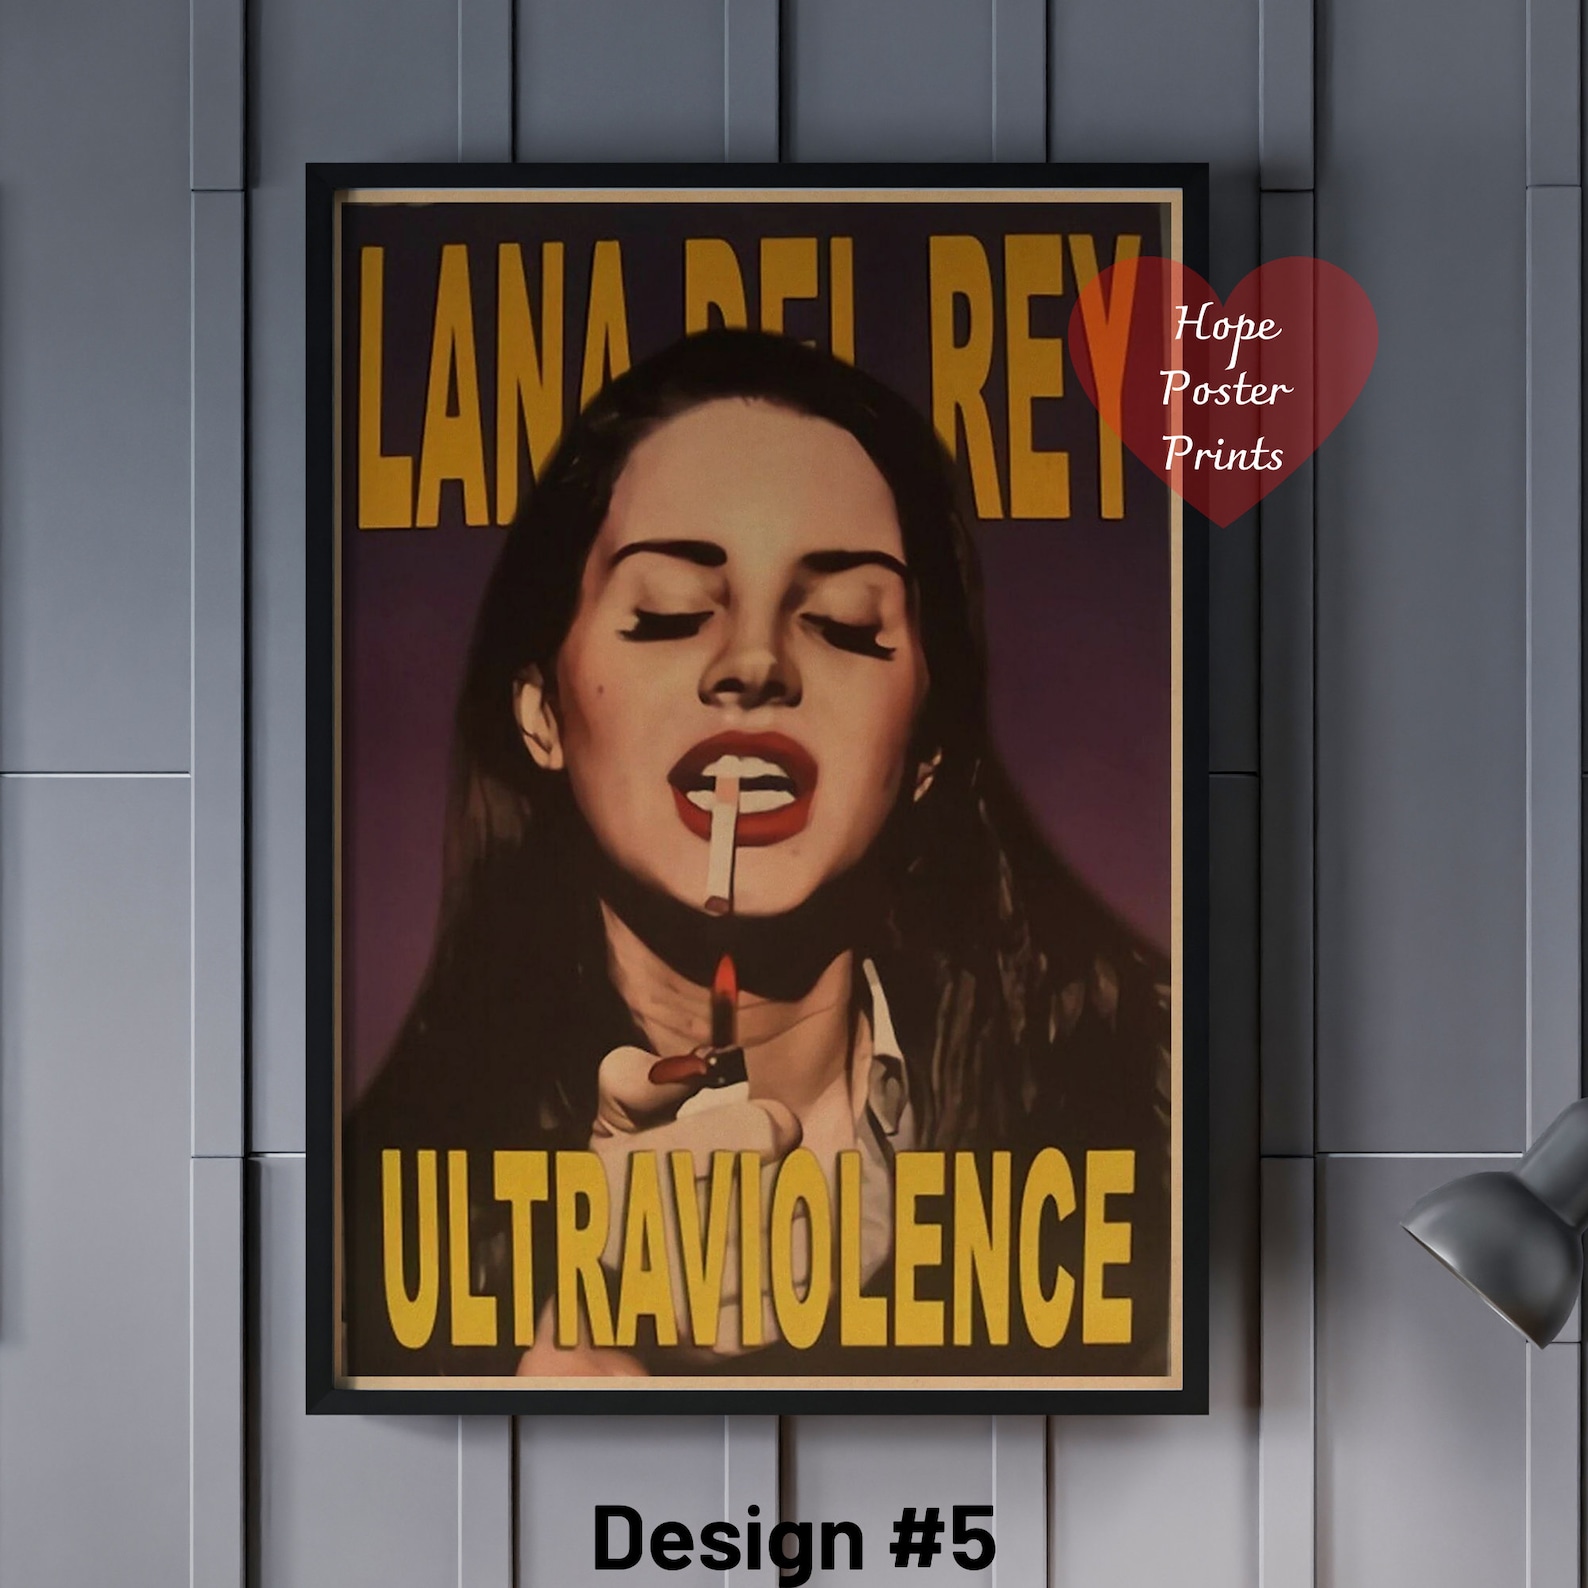 LANA DEL REY
Hope
Poster
Prints
ULTRAVIOLENCE
Design #5